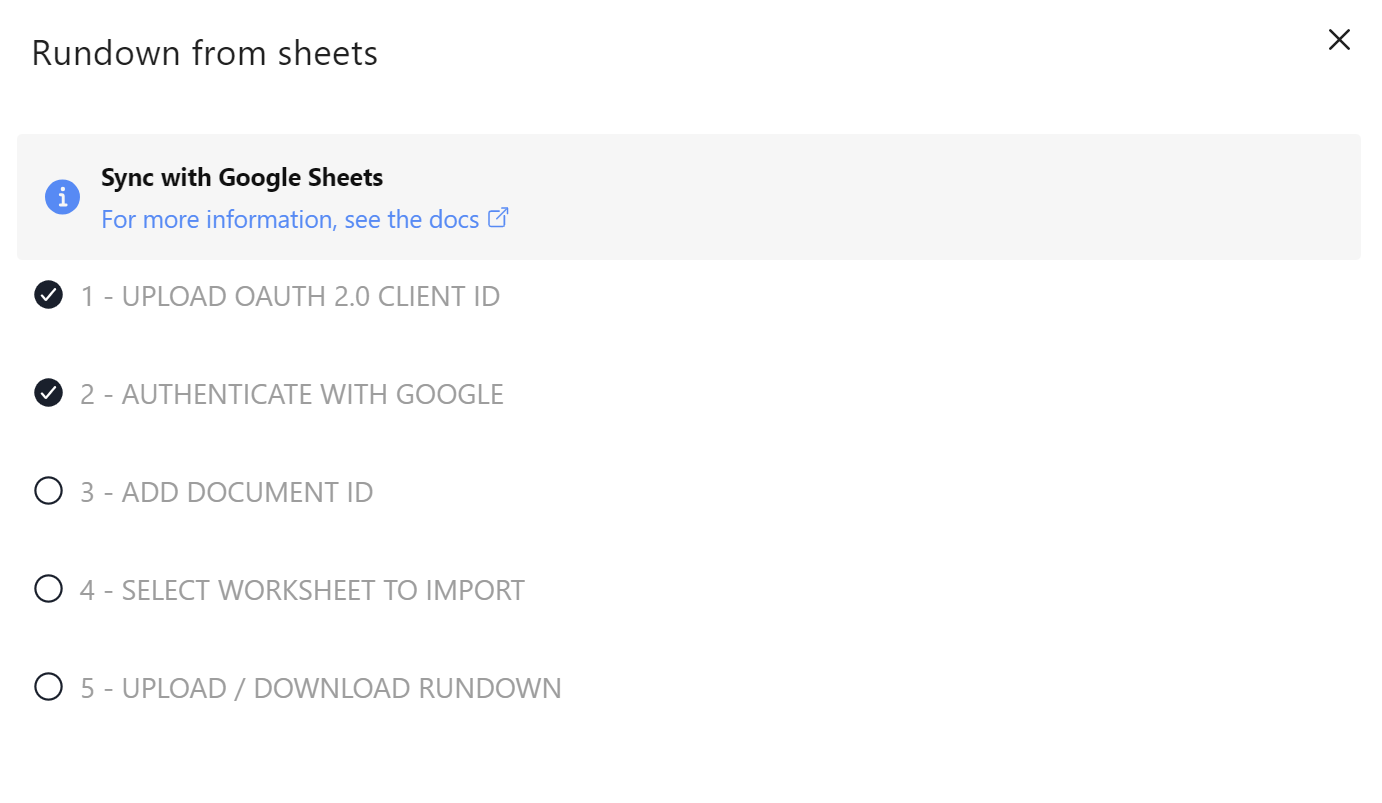 Rundown from sheets
Sync with Google Sheets
For more information, see the docs
1 - UPLOAD OAUTH 2.0 CLIENT ID
2 - AUTHENTICATE WITH GOOGLE
3 - ADD DOCUMENT ID
4 - SELECT WORKSHEET TO IMPORT
5 - UPLOAD / DOWNLOAD RUNDOWN